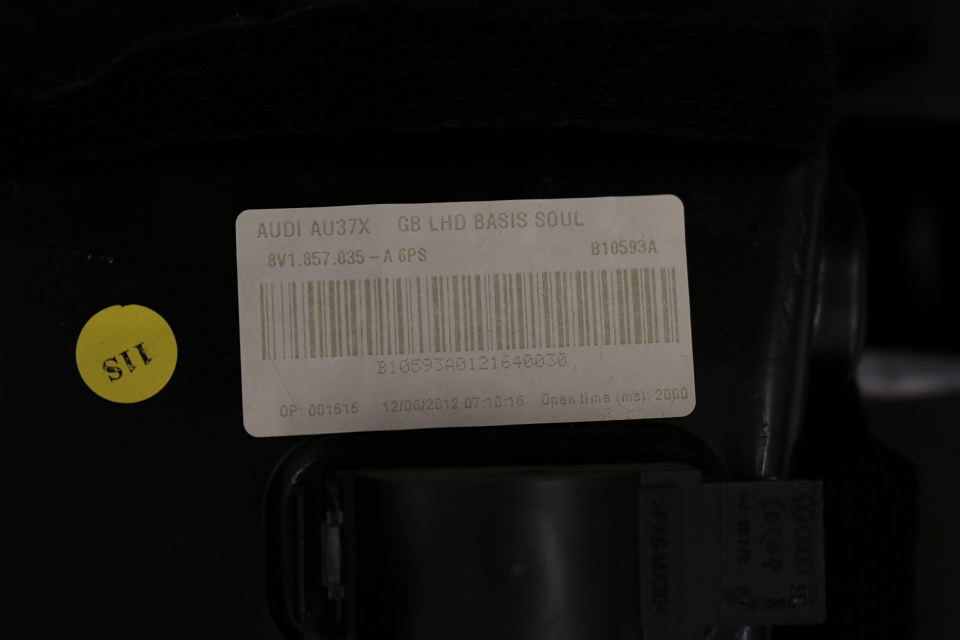 AUDI AU37X GB LHD BASIS SOUL
8V1.857.035-A 6PS B10593A
B10593A0121640030
OP: 001515 12/06/2012 07:10:16 Open time (ms): 2000
SII